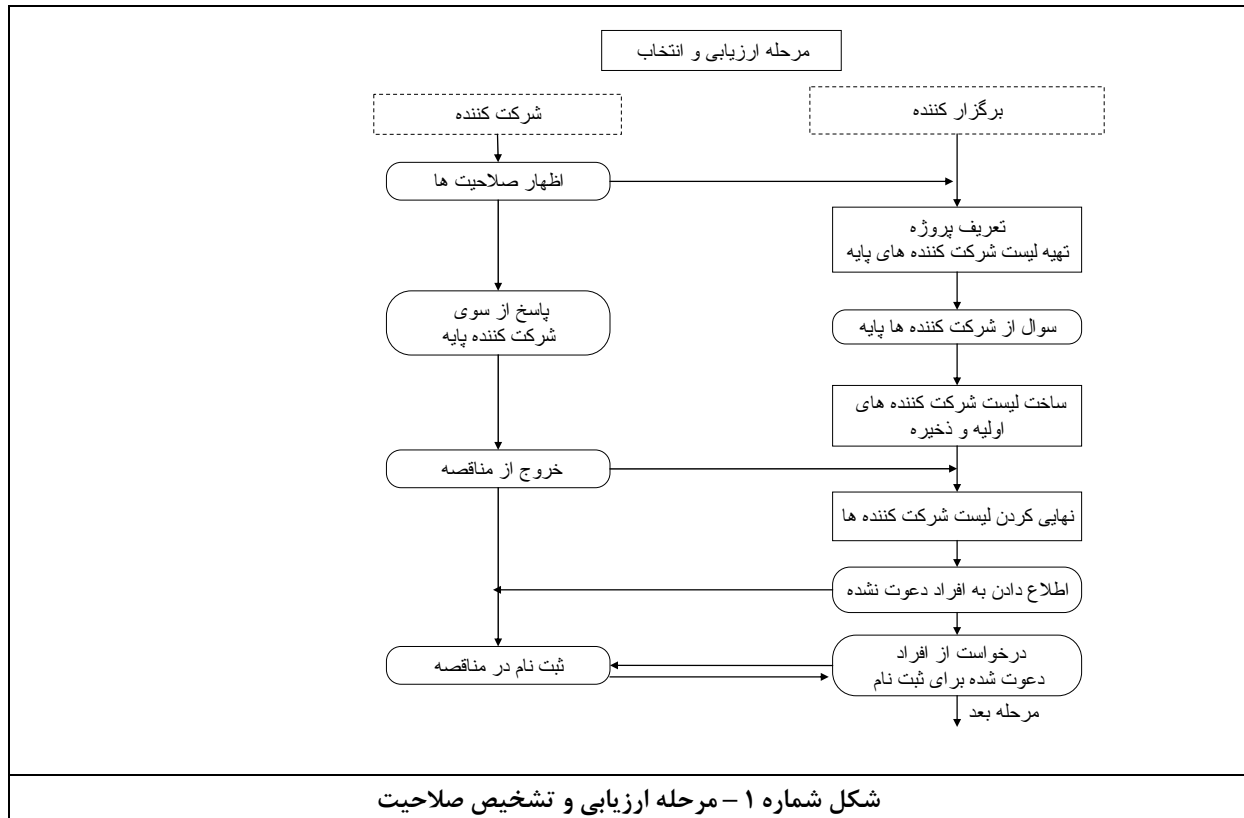 مرحله ارزیابی و انتخاب
برگزار کننده
شرکت کننده
اظهار صلاحیت ها
تعریف پروژه
تهیه لیست شرکت کننده های پایه
پاسخ از سوی
شرکت کننده پایه
سوال از شرکت کننده ها پایه
ساخت لیست شرکت کننده های
اولیه و ذخیره
خروج از مناقصه
نهایی کردن لیست شرکت کننده ها
اطلاع دادن به افراد دعوت نشده
درخواست از افراد
دعوت شده برای ثبت نام
ثبت نام در مناقصه
مرحله بعد
شکل شماره ۱ – مرحله ارزیابی و تشخیص صلاحیت